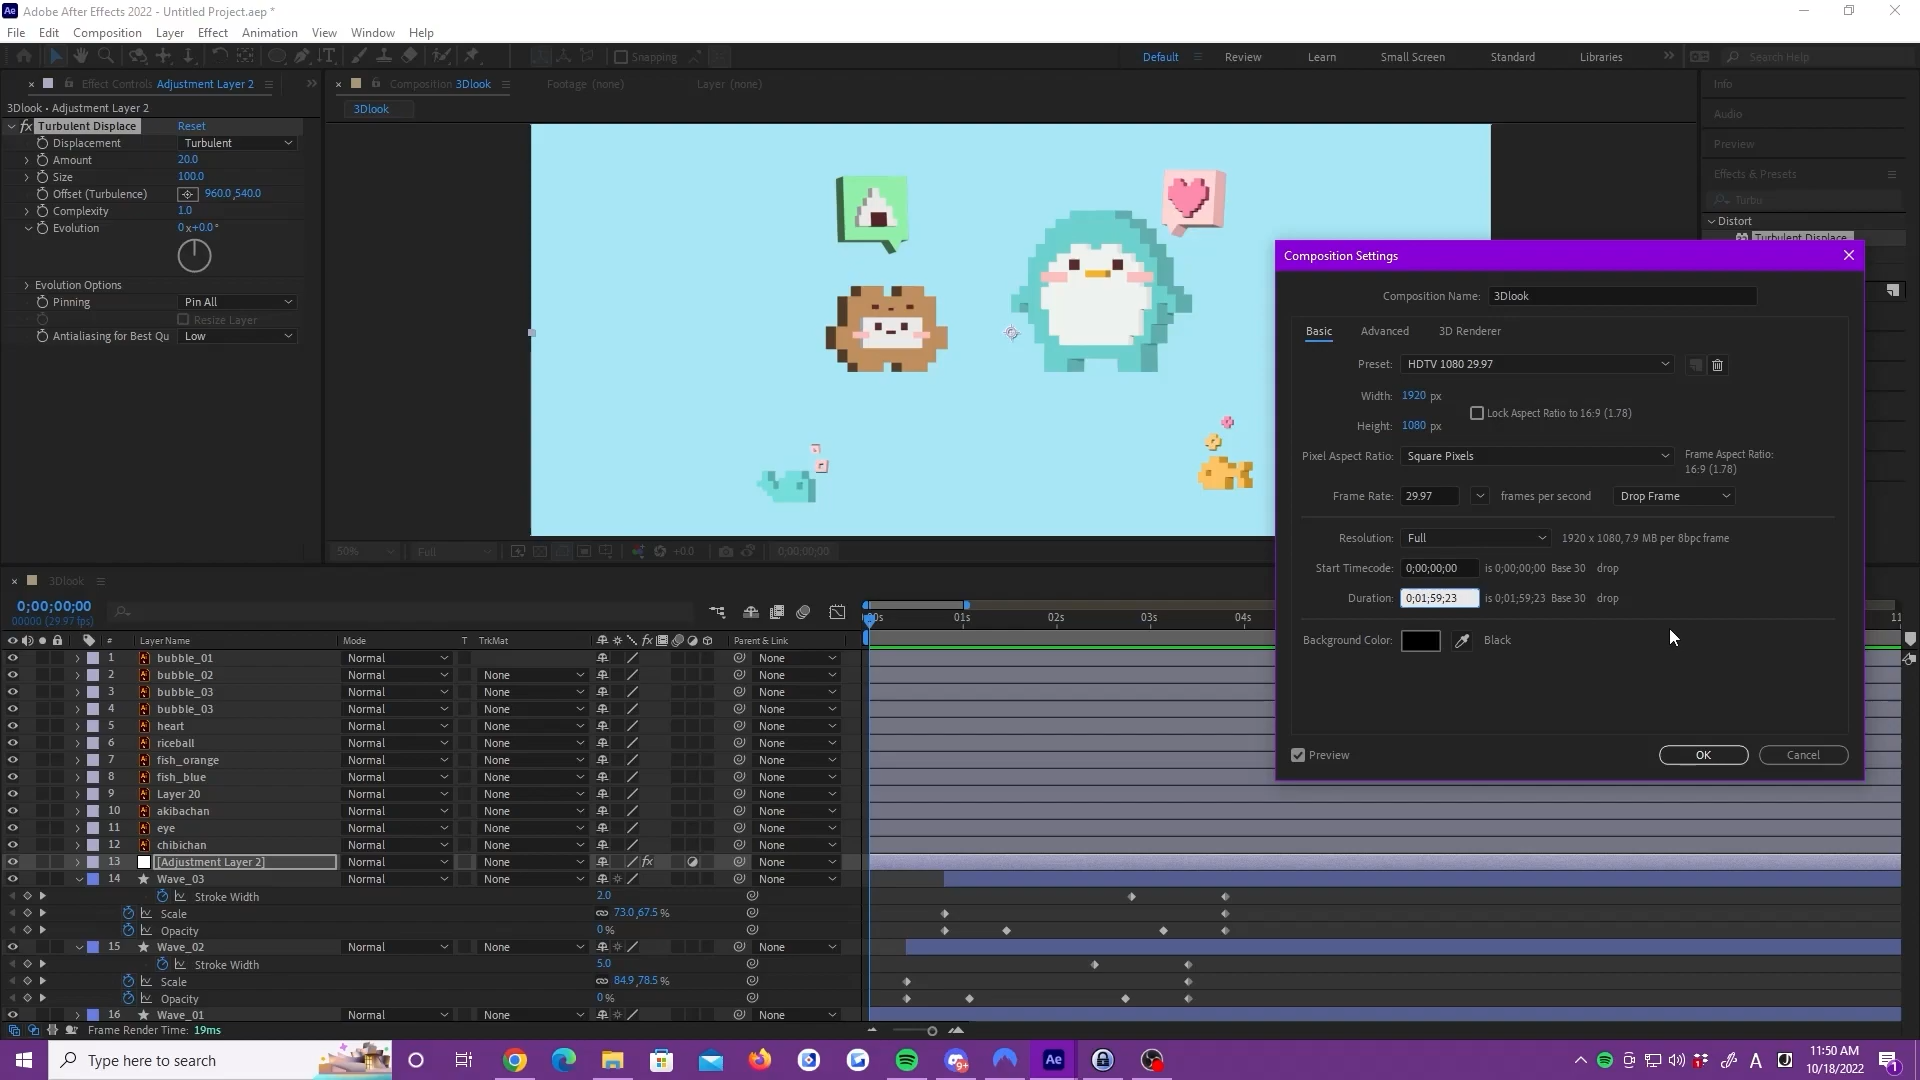 Ae Adobe After Effects 2022 - Untitled Project.aep *
File Edit Composition Layer Effect Animation View Window Help
Snapping Default Review Learn Small Screen Standard Libraries Search Help
Effect Controls Adjustment Layer 2
Composition 3Dlook Footage (none) Layer (none)
3Dlook • Adjustment Layer 2
3Dlook
fx Turbulent Displace Reset
Displacement Turbulent
Amount 20.0
Size 100.0
Offset (Turbulence) 960.0,540.0
Complexity 1.0
Evolution 0x+0.0°
Evolution Options
Pinning Pin All
Resize Layer
Antialiasing for Best Qu Low
Info
Audio
Preview
Effects & Presets
Turbu
Distort
Turbulent Displace
Composition Settings
Composition Name: 3Dlook
Basic Advanced 3D Renderer
Preset: HDTV 1080 29.97
Width: 1920 px
Lock Aspect Ratio to 16:9 (1.78)
Height: 1080 px
Pixel Aspect Ratio: Square Pixels
Frame Aspect Ratio:
16:9 (1.78)
Frame Rate: 29.97 frames per second Drop Frame
Resolution: Full 1920 x 1080, 7.9 MB per 8bpc frame
Start Timecode: 0;00;00;00 is 0;00;00;00 Base 30 drop
Duration: 0;01;59;23 is 0;01;59;23 Base 30 drop
Background Color: Black
Preview OK Cancel
50% Full +0.0 0;00;00;00
3Dlook
0;00;00;00
00000 (29.97 fps)
00s 01s 02s 03s 04s 11
# Layer Name Mode T TrkMat fx Parent & Link
1 bubble_01 Normal None
2 bubble_02 Normal None None
3 bubble_03 Normal None None
4 bubble_03 Normal None None
5 heart Normal None None
6 riceball Normal None None
7 fish_orange Normal None None
8 fish_blue Normal None None
9 Layer 20 Normal None None
10 akibachan Normal None None
11 eye Normal None None
12 chibichan Normal None None
13 [Adjustment Layer 2] Normal None fx None
14 Wave_03 Normal None None
Stroke Width 2.0
Scale 73.0,67.5 %
Opacity 0 %
15 Wave_02 Normal None None
Stroke Width 5.0
Scale 84.9,78.5 %
Opacity 0 %
16 Wave_01 Normal None None
Frame Render Time: 19ms
Type here to search
Ae
A
11:50 AM
10/18/2022